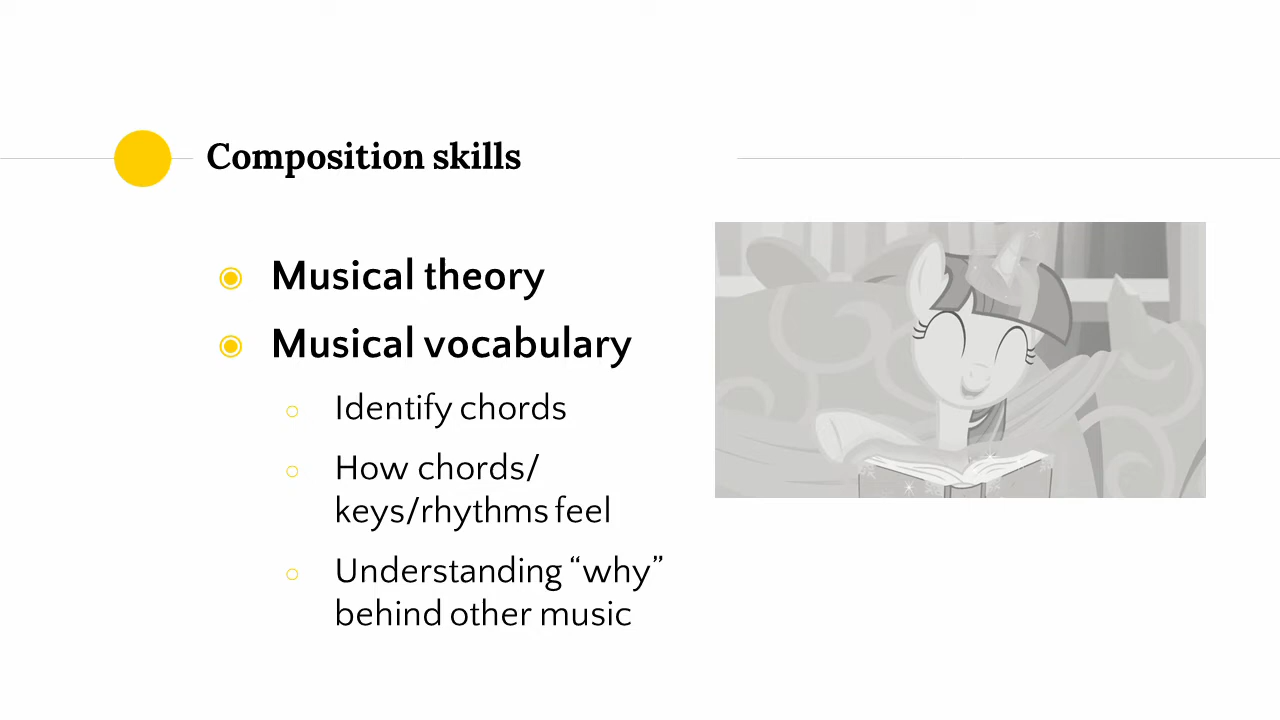 Composition skills
Musical theory
Musical vocabulary
Identify chords
How chords/
keys/rhythms feel
Understanding “why”
behind other music